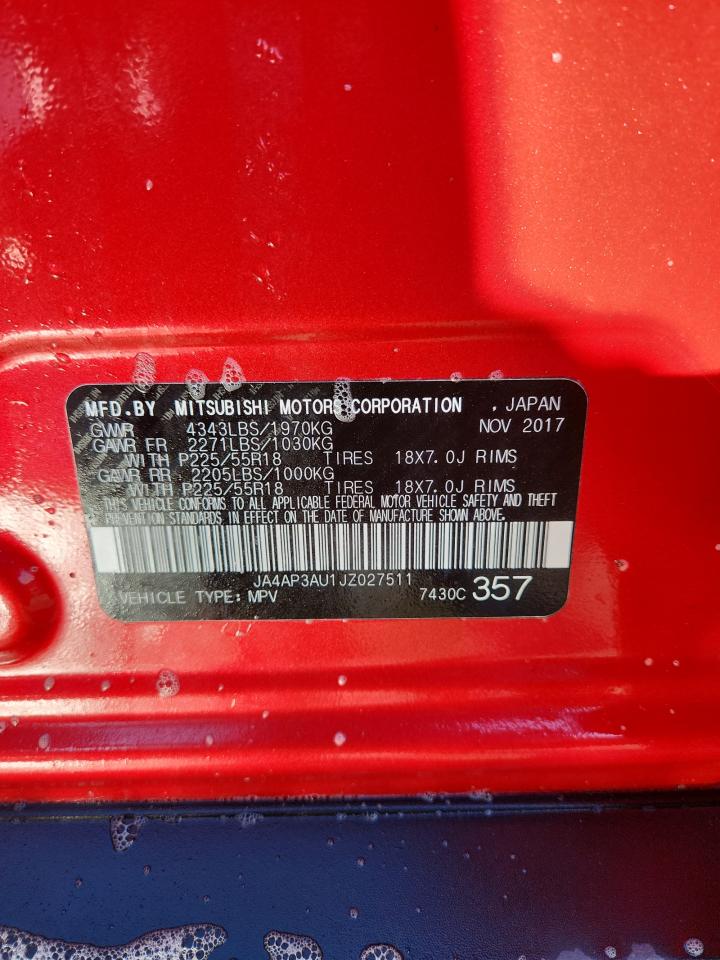 MFD.BY MITSUBISHI MOTORS CORPORATION , JAPAN
GVWR 4343LBS/1970KG NOV 2017
GAWR FR 2271LBS/1030KG
WITH P225/55R18 TIRES 18X7.0J RIMS
GAWR RR 2205LBS/1000KG
WITH P225/55R18 TIRES 18X7.0J RIMS
THIS VEHICLE CONFORMS TO ALL APPLICABLE FEDERAL MOTOR VEHICLE SAFETY AND THEFT
PREVENTION STANDARDS IN EFFECT ON THE DATE OF MANUFACTURE SHOWN ABOVE.
JA4AP3AU1JZ027511
VEHICLE TYPE: MPV 7430C 357